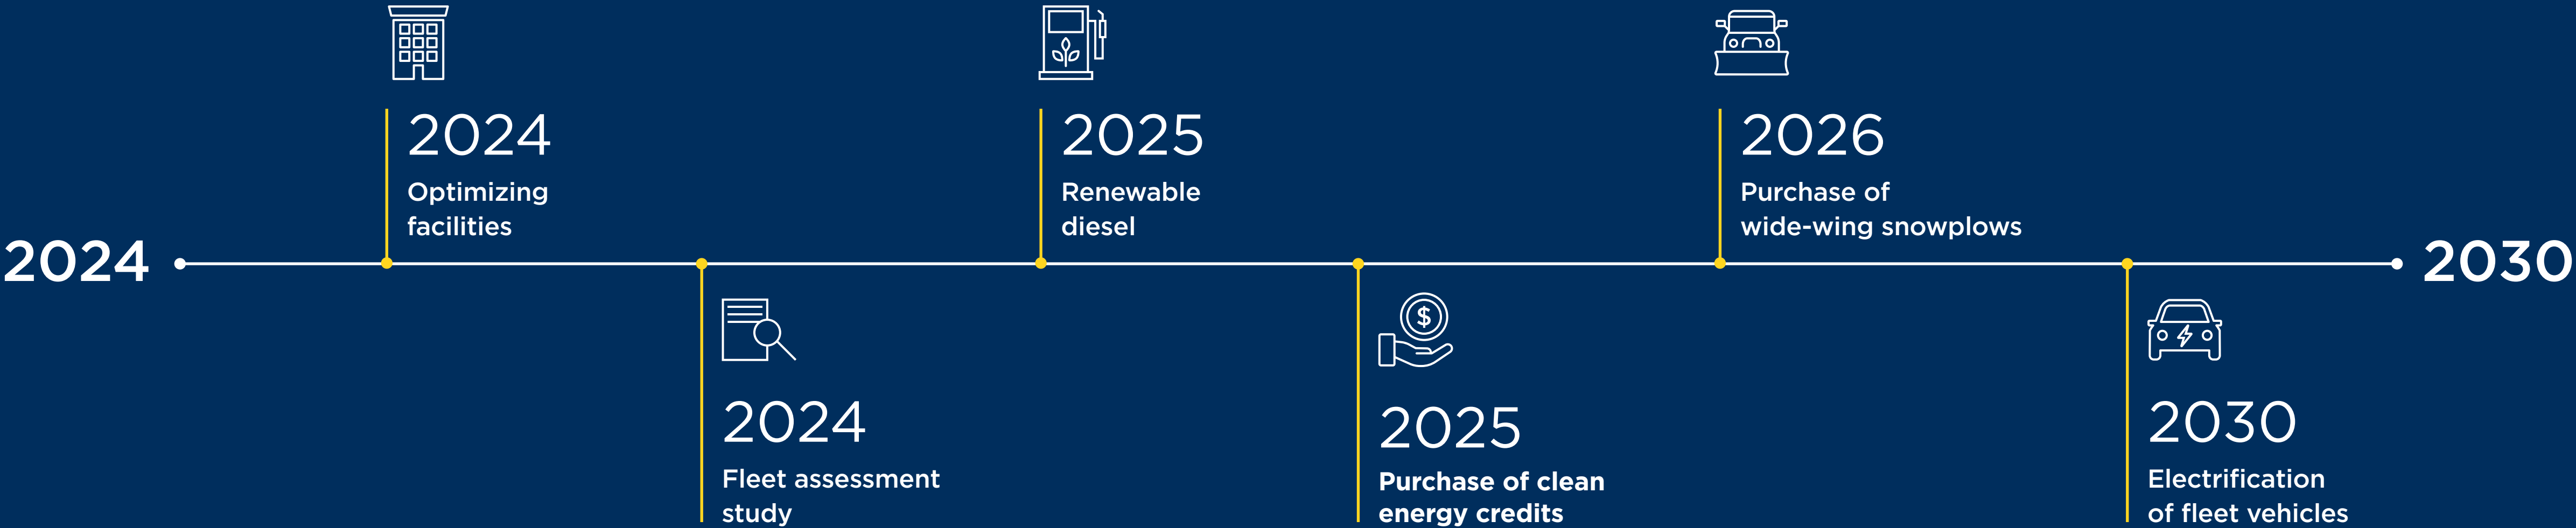 2024
2024
Optimizing
facilities
2024
Fleet assessment
study
2025
Renewable
diesel
$
2025
Purchase of clean
energy credits
2026
Purchase of
wide-wing snowplows
2030
Electrification
of fleet vehicles
2030